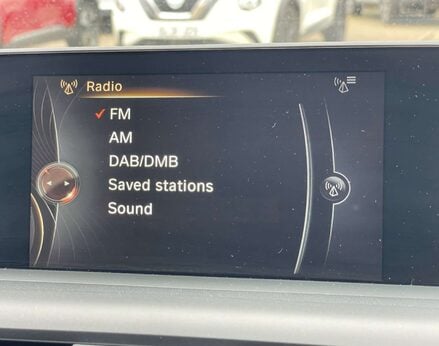 Radio
FM
AM
DAB/DMB
Saved stations
Sound